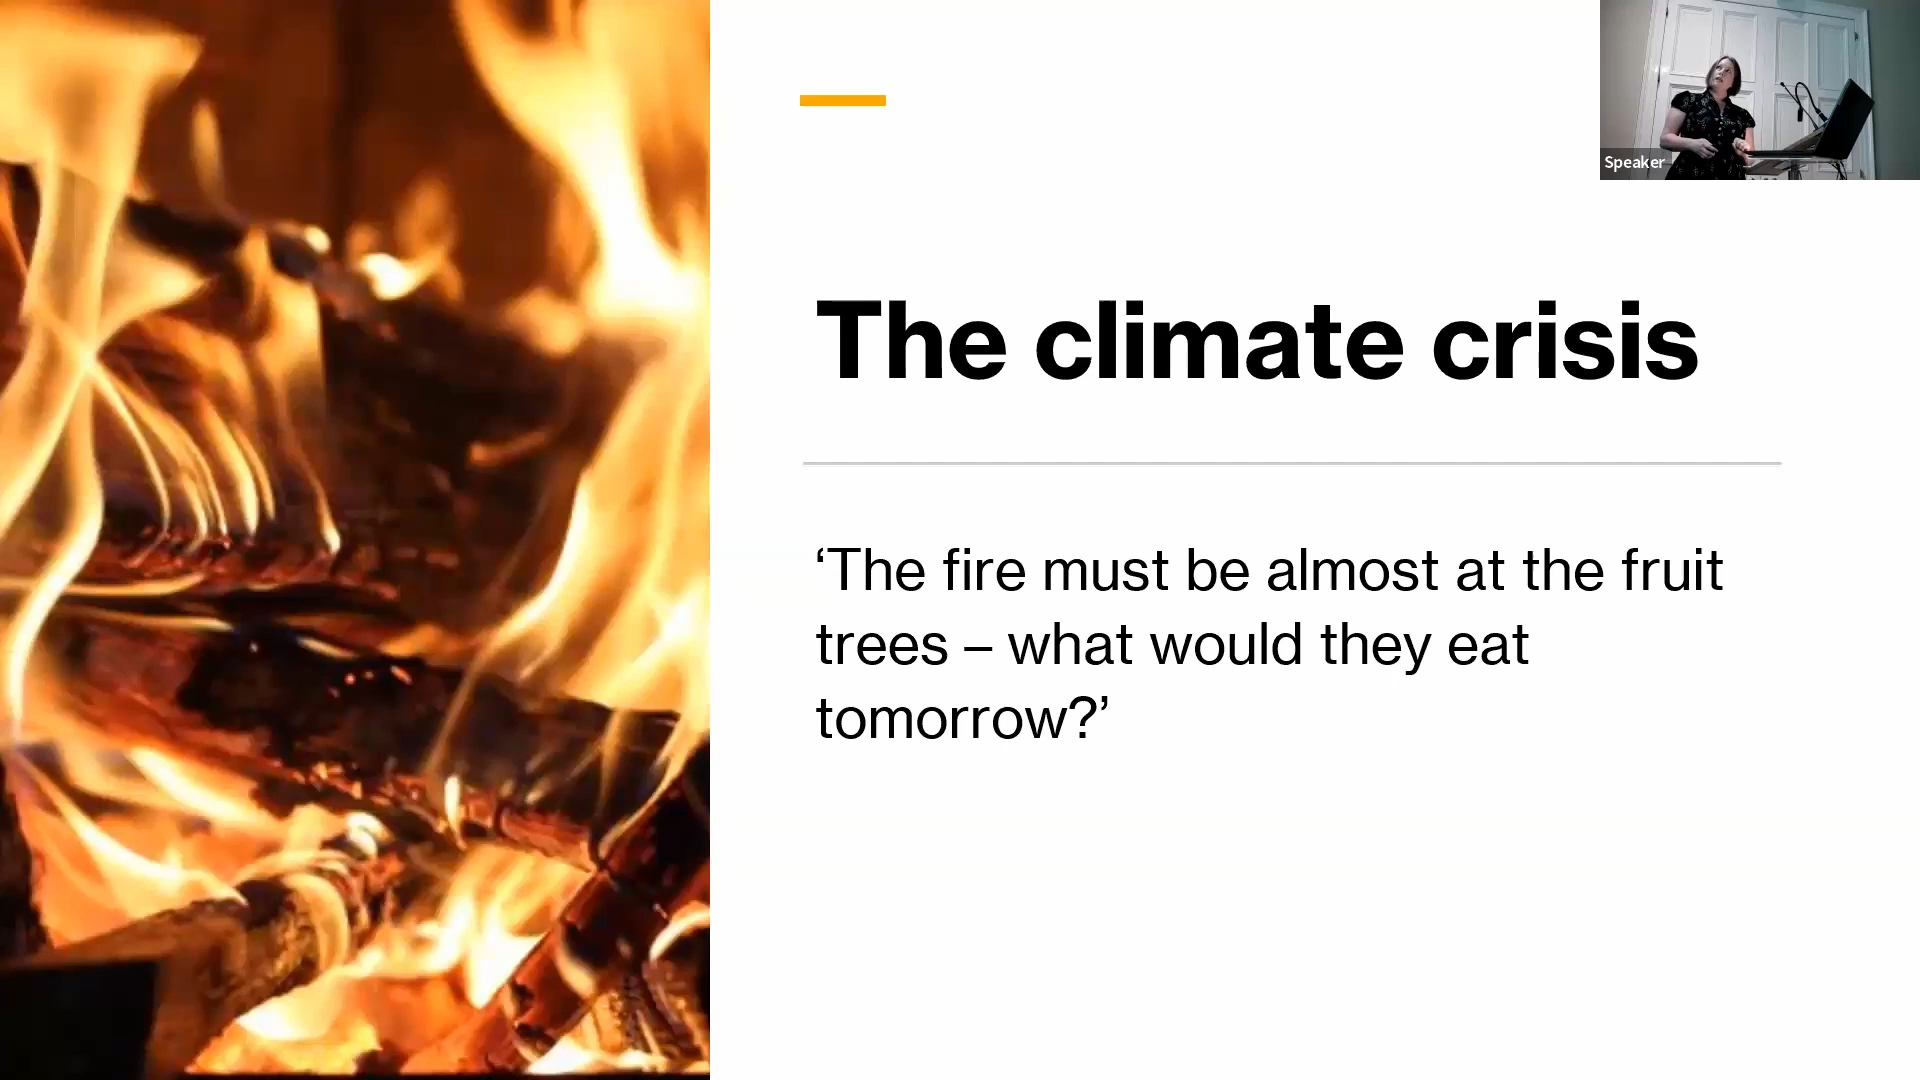 Speaker
The climate crisis
‘The fire must be almost at the fruit
trees – what would they eat
tomorrow?’